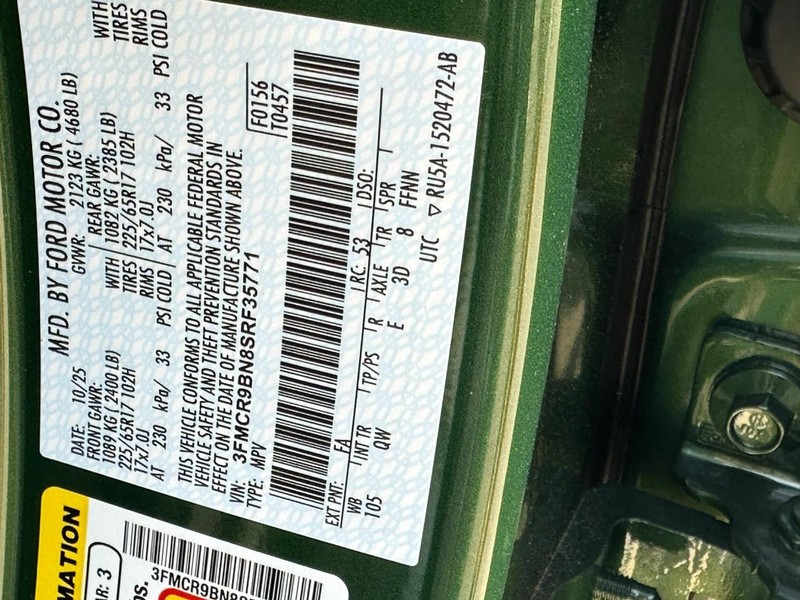 MFD. BY FORD MOTOR CO.
DATE: 10/25 GVWR: 2123 KG ( 4680 LB)
FRONT GAWR: REAR GAWR:
1089 KG ( 2400 LB) WITH 1082 KG ( 2385 LB) WITH
225/65R17 102H TIRES 225/65R17 102H TIRES
17x7.0J RIMS 17x7.0J RIMS
AT 230 kPa/ 33 PSI COLD AT 230 kPa/ 33 PSI COLD
THIS VEHICLE CONFORMS TO ALL APPLICABLE FEDERAL MOTOR
VEHICLE SAFETY AND THEFT PREVENTION STANDARDS IN
EFFECT ON THE DATE OF MANUFACTURE SHOWN ABOVE.
VIN: 3FMCR9BN8SRF35771
TYPE: MPV
F0156
T0457
EXT PNT: EA RC: 53 DSO:
WB INT TR TP/PS R AXLE TR SPR
105 QW E 3D 8 FFNN
UTC ▽ RU5A-1520472-AB
MATION
AR: 3
bs.
3FMCR9BN8